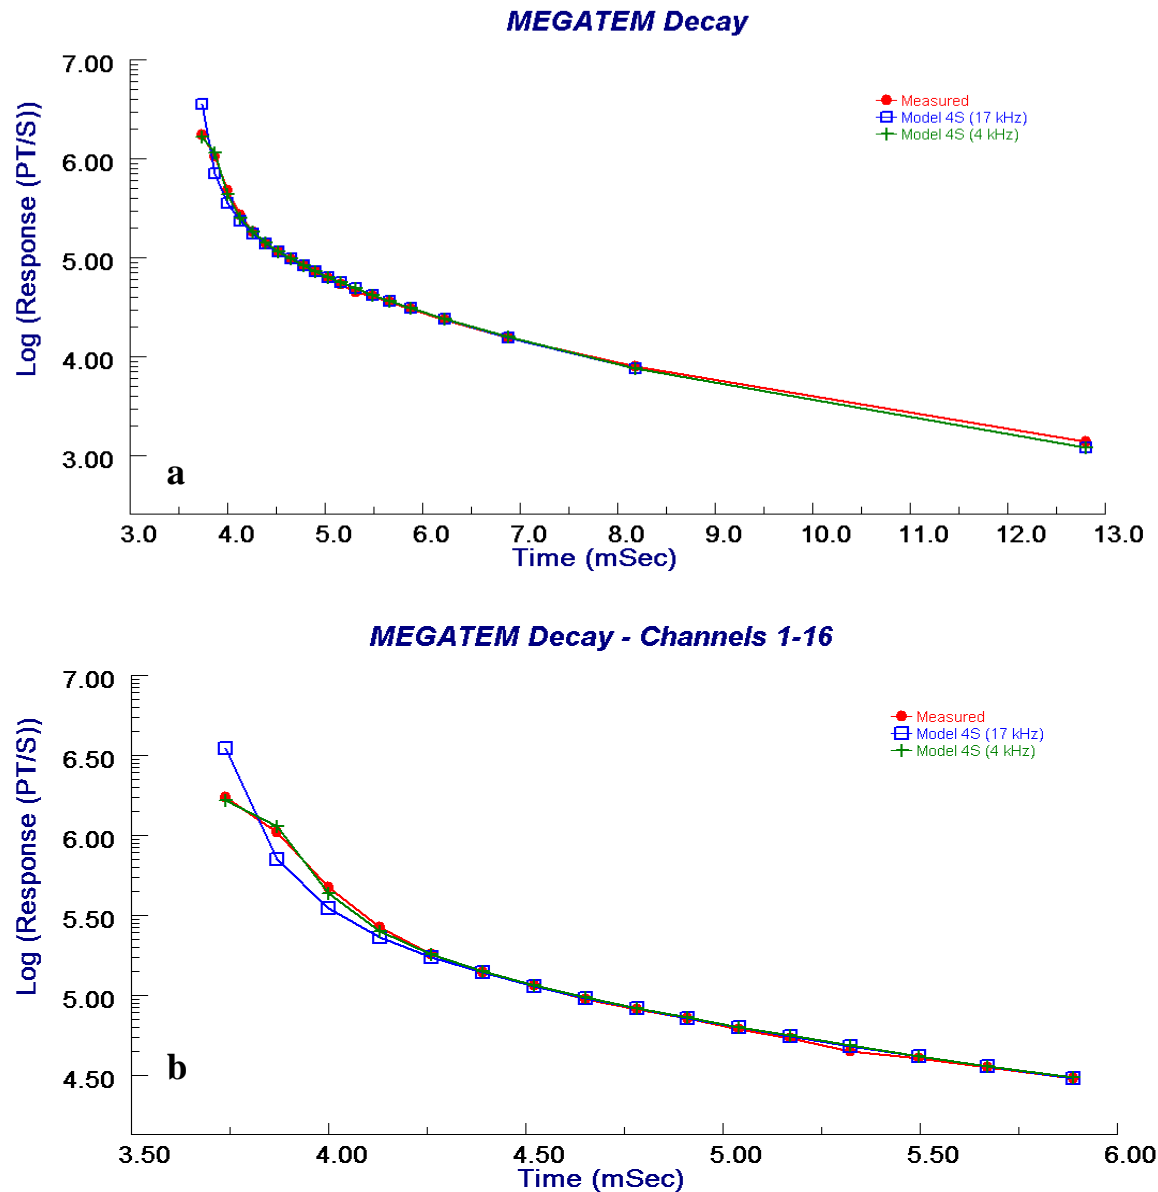 MEGATEM Decay
7.00
6.00
5.00
4.00
3.00
Log (Response (PT/S))
Measured
Model 4S (17 kHz)
Model 4S (4 kHz)
a
3.0 4.0 5.0 6.0 7.0 8.0 9.0 10.0 11.0 12.0 13.0
Time (mSec)
MEGATEM Decay - Channels 1-16
7.00
6.50
6.00
5.50
5.00
4.50
Log (Response (PT/S))
Measured
Model 4S (17 kHz)
Model 4S (4 kHz)
b
3.50 4.00 4.50 5.00 5.50 6.00
Time (mSec)